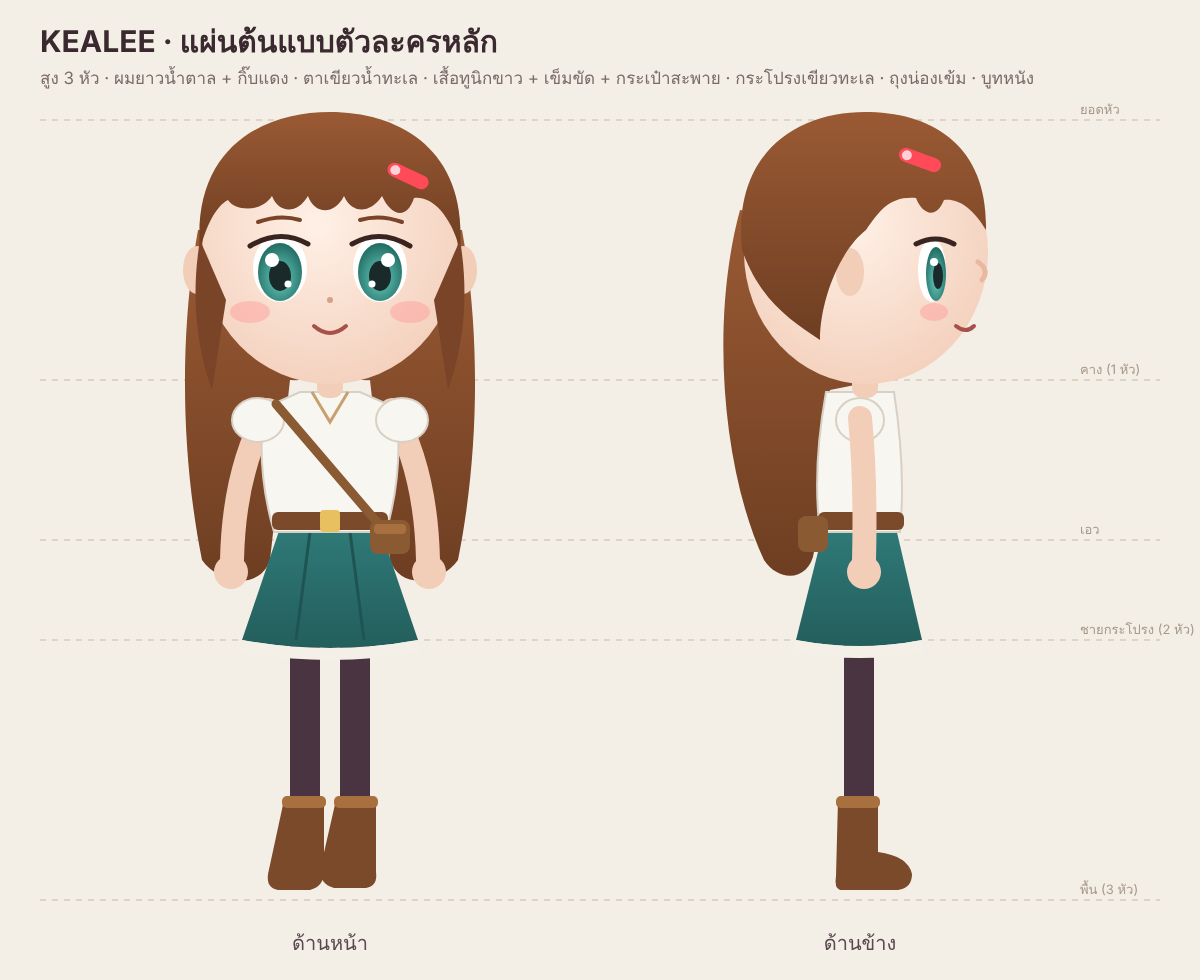 KEALEE · แผ่นต้นแบบตัวละครหลัก
สูง 3 หัว · ผมยาวน้ำตาล + กิ๊บแดง · ตาเขียวน้ำทะเล · เสื้อทูนิกขาว + เข็มขัด + กระเป๋าสะพาย · กระโปรงเขียวทะเล · ถุงน่องเข้ม · บูทหนัง
ยอดหัว
คาง (1 หัว)
เอว
ชายกระโปรง (2 หัว)
พื้น (3 หัว)
ด้านหน้า
ด้านข้าง